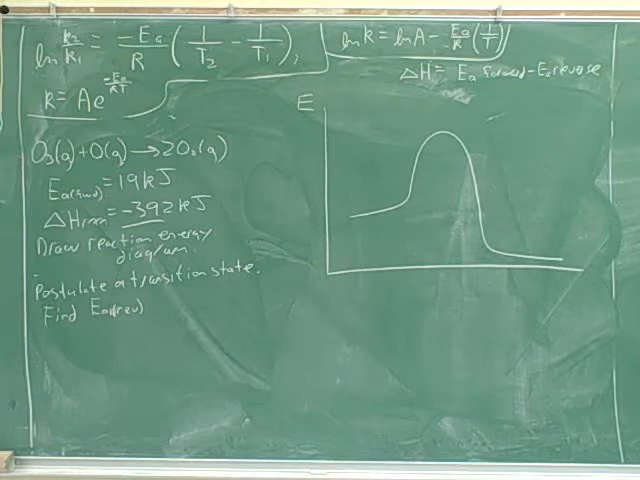 ln k₂/k₁ = -Ea/R (1/T₂ - 1/T₁),
k = Ae^(-Ea/RT)
ln k = ln A - Ea/R (1/T)
ΔH = Ea forward - Ea reverse
O₃(g) + O(g) → 2O₂(g)
Ea(fwd) = 19 kJ
ΔHrxn = -392 kJ
Draw reaction energy
diagram.
Postulate a transition state.
Find Ea(rev)
E